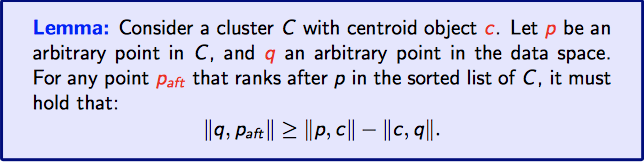 Lemma: Consider a cluster C with centroid object c. Let p be an
arbitrary point in C, and q an arbitrary point in the data space.
For any point p_aft that ranks after p in the sorted list of C, it must
hold that:
‖q, p_aft‖ ≥ ‖p, c‖ − ‖c, q‖.